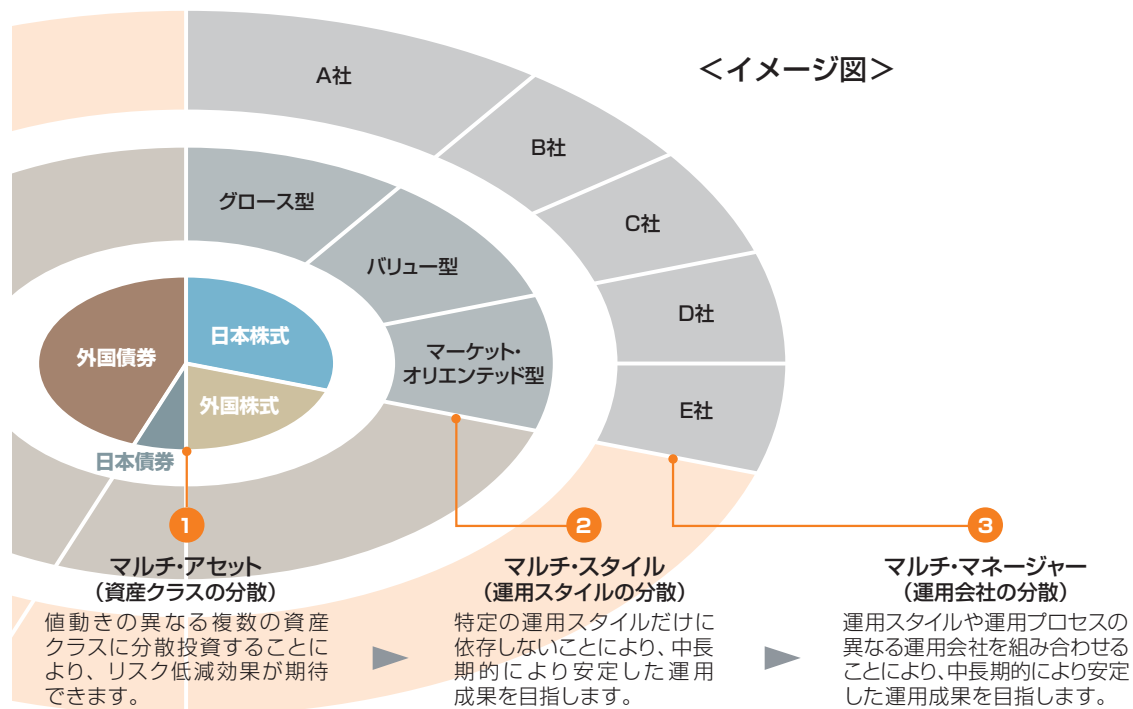 <イメージ図>
A社
B社
C社
D社
E社
グロース型
バリュー型
マーケット・
オリエンテッド型
日本株式
外国債券
外国株式
日本債券
1
マルチ・アセット
（資産クラスの分散）
値動きの異なる複数の資産
クラスに分散投資することに
より、リスク低減効果が期待
できます。
2
マルチ・スタイル
（運用スタイルの分散）
特定の運用スタイルだけに
依存しないことにより、中長
期的により安定した運用
成果を目指します。
3
マルチ・マネージャー
（運用会社の分散）
運用スタイルや運用プロセスの
異なる運用会社を組み合わせる
ことにより、中長期的により安定
した運用成果を目指します。